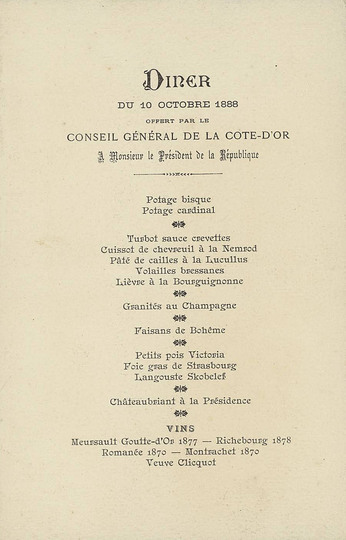 DINER
DU 10 OCTOBRE 1888
OFFERT PAR LE
CONSEIL GÉNÉRAL DE LA CÔTE-D'OR
A Monsieur le Président de la République
Potage bisque
Potage cardinal
Turbot sauce crevettes
Cuissot de chevreuil à la Nemrod
Pâté de cailles à la Lucullus
Volailles bressanes
Lièvre à la Bourguignonne
Granités au Champagne
Faisans de Bohême
Petits pois Victoria
Foie gras de Strasbourg
Langouste Skobelef
Châteaubriant à la Présidence
VINS
Meursault Goutte-d'Or 1877 — Richebourg 1878
Romanée 1870 — Montrachet 1870
Veuve Clicquot